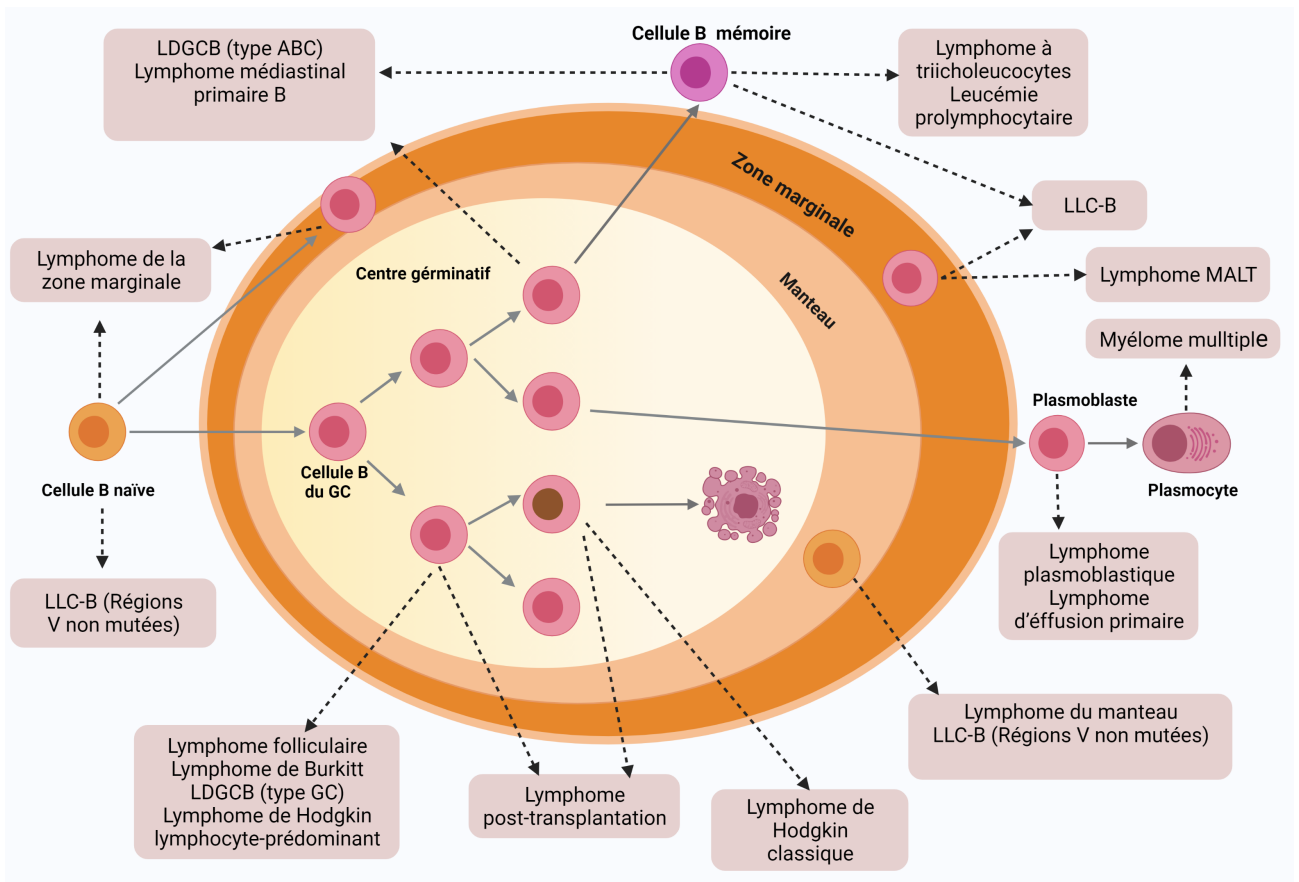 Cellule B mémoire
LDGCB (type ABC)
Lymphome médiastinal
primaire B
Lymphome à
triicholeucocytes
Leucémie
prolymphocytaire
Zone marginale
LLC-B
Lymphome de la
zone marginale
Centre gérminatif
Manteau
Lymphome MALT
Myélome mulltiple
Plasmoblaste
Cellule B
du GC
Cellule B naïve
Plasmocyte
LLC-B (Régions
V non mutées)
Lymphome
plasmoblastique
Lymphome
d’éffusion primaire
Lymphome du manteau
LLC-B (Régions V non mutées)
Lymphome folliculaire
Lymphome de Burkitt
LDGCB (type GC)
Lymphome de Hodgkin
lymphocyte-prédominant
Lymphome
post-transplantation
Lymphome de
Hodgkin
classique